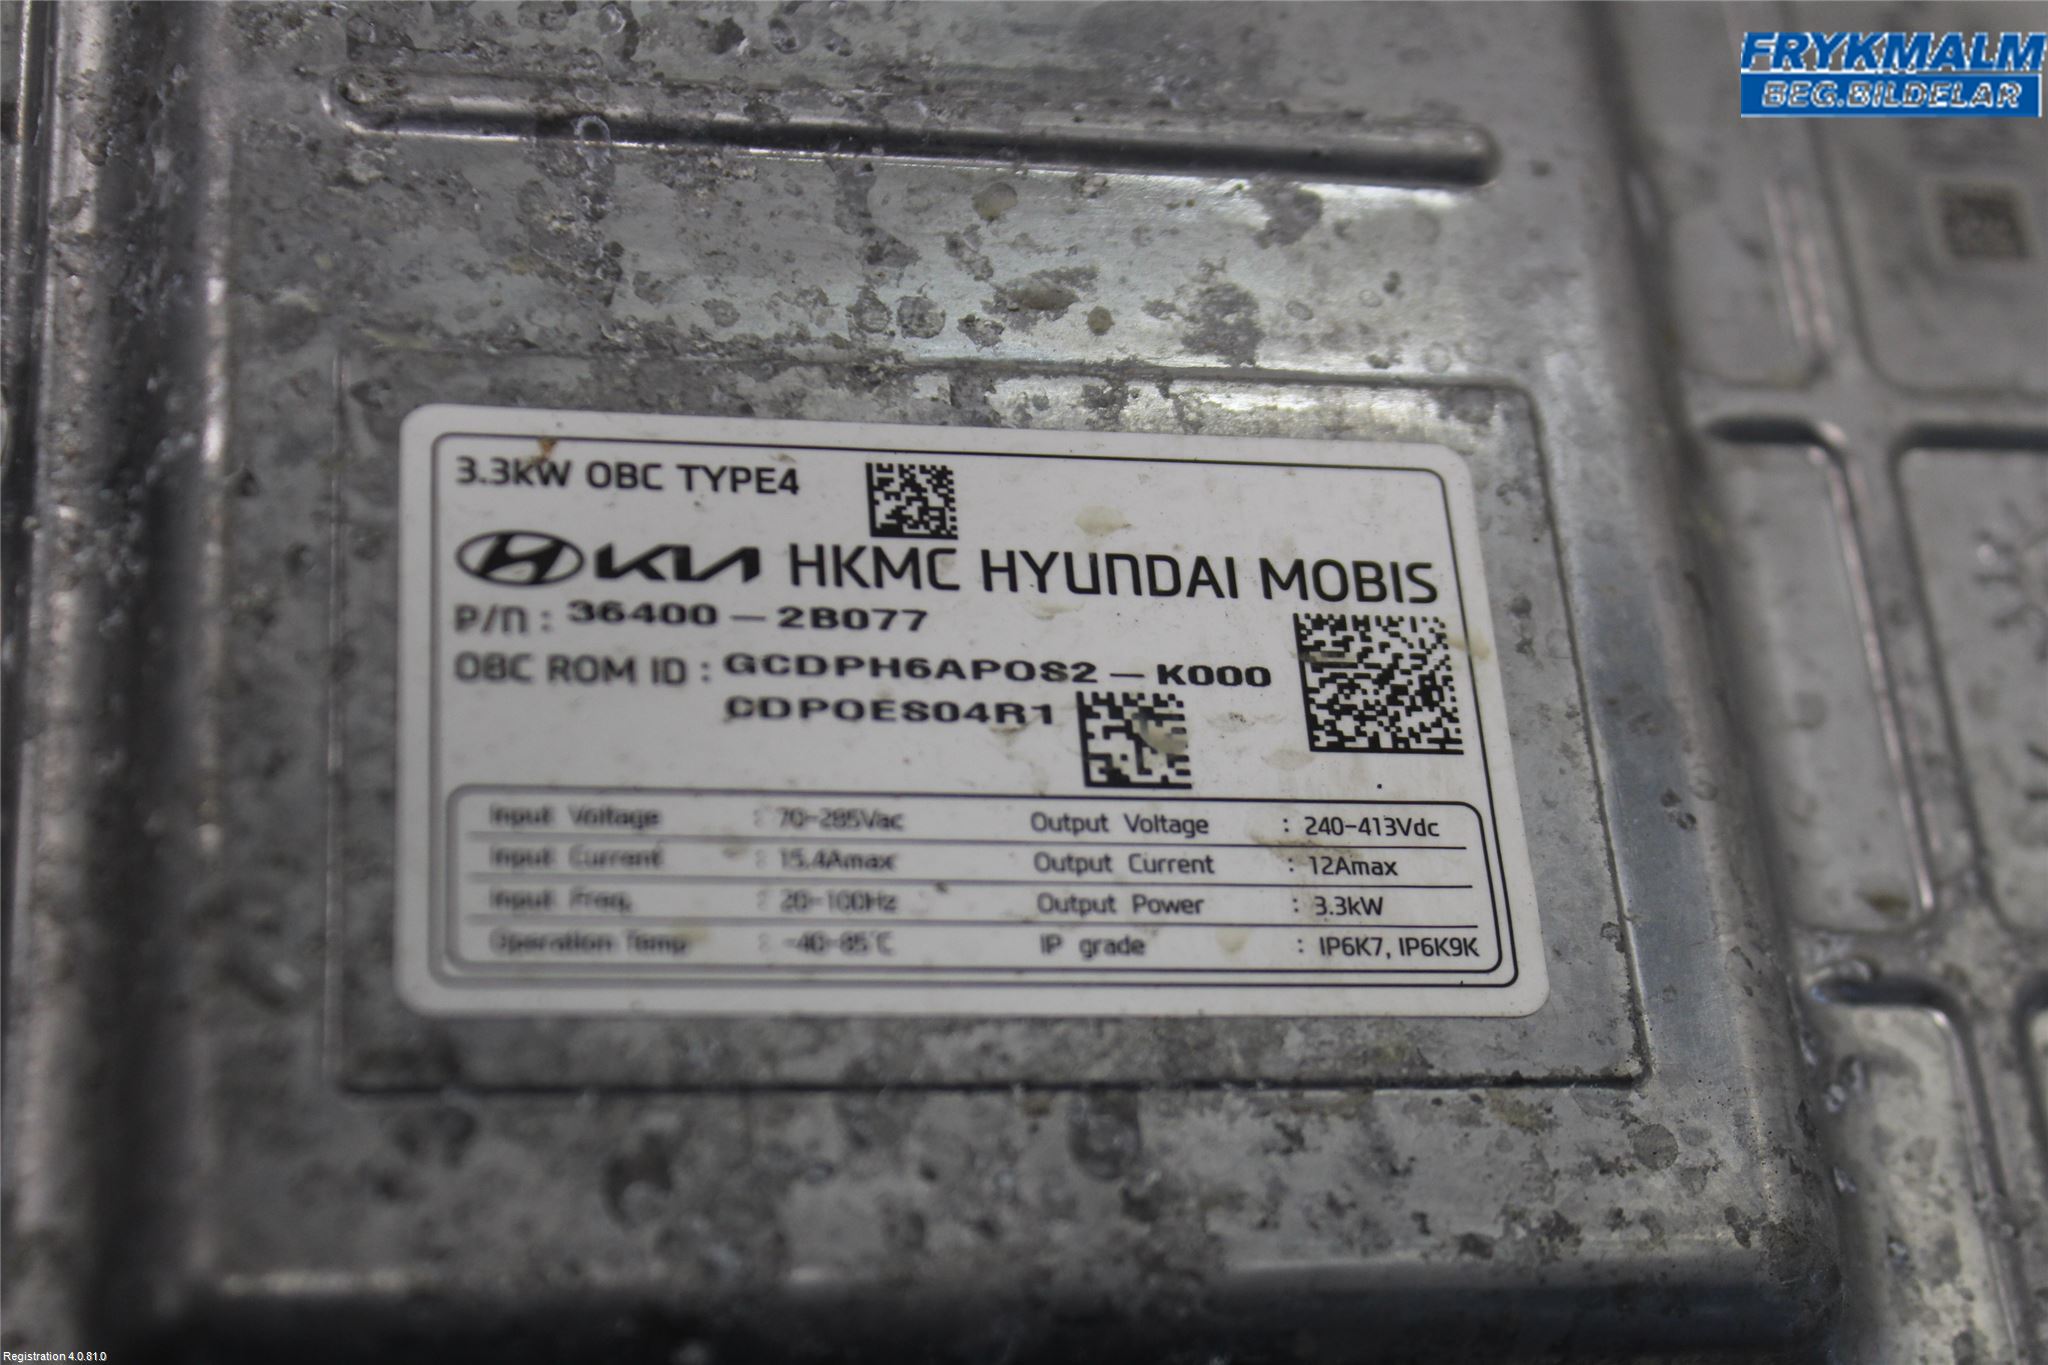 FRYKMALM
BEG.BILDELAR
3.3kW OBC TYPE4
KIA HKMC HYUNDAI MOBIS
P/N : 36400 - 2B077
OBC ROM ID : GCDPH6APOS2 - K000
CDPOES04R1
Input Voltage : 70-285Vac Output Voltage : 240-413Vdc
Input Current : 15.4Amax Output Current : 12Amax
Input Freq. : 20-100Hz Output Power : 3.3kW
Operation Temp : -40-85℃ IP grade : IP6K7, IP6K9K
Registration 4.0.81.0